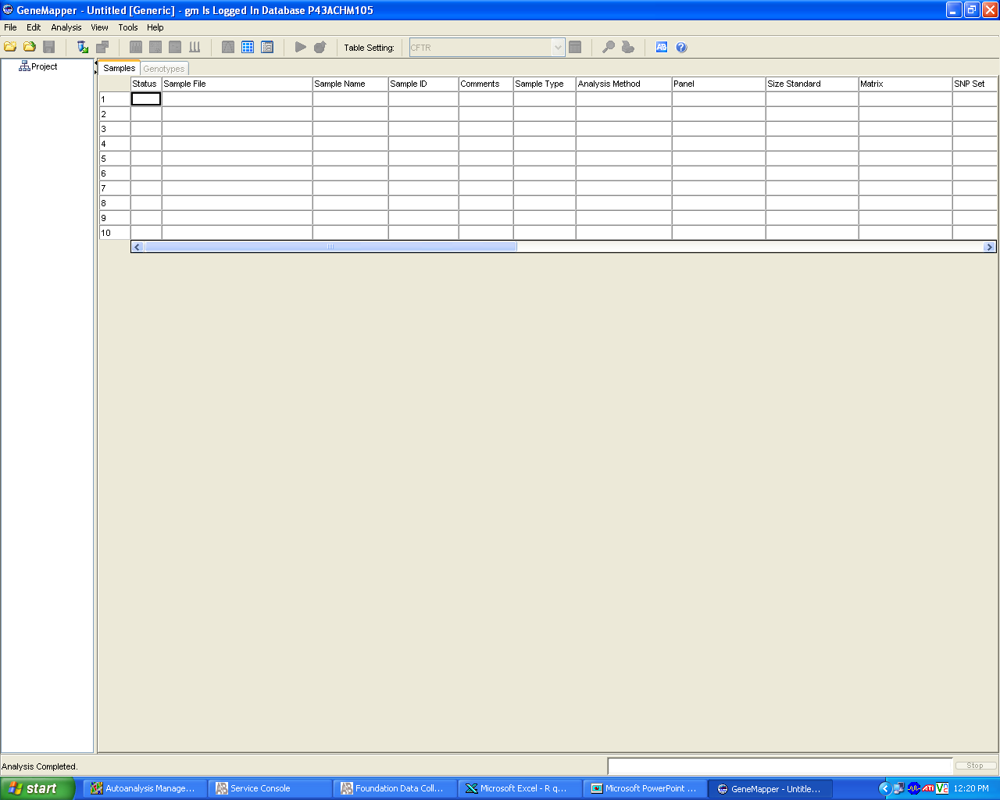 GeneMapper - Untitled [Generic] - gm Is Logged In Database P43ACHM105
File Edit Analysis View Tools Help
Table Setting: CFTR AB ?
Project
Samples Genotypes
Status Sample File Sample Name Sample ID Comments Sample Type Analysis Method Panel Size Standard Matrix SNP Set
1
2
3
4
5
6
7
8
9
10
Analysis Completed. Stop
start Autoanalysis Manage... Service Console Foundation Data Coll... Microsoft Excel - R q... Microsoft PowerPoint ... GeneMapper - Untitle... ATI 12:20 PM